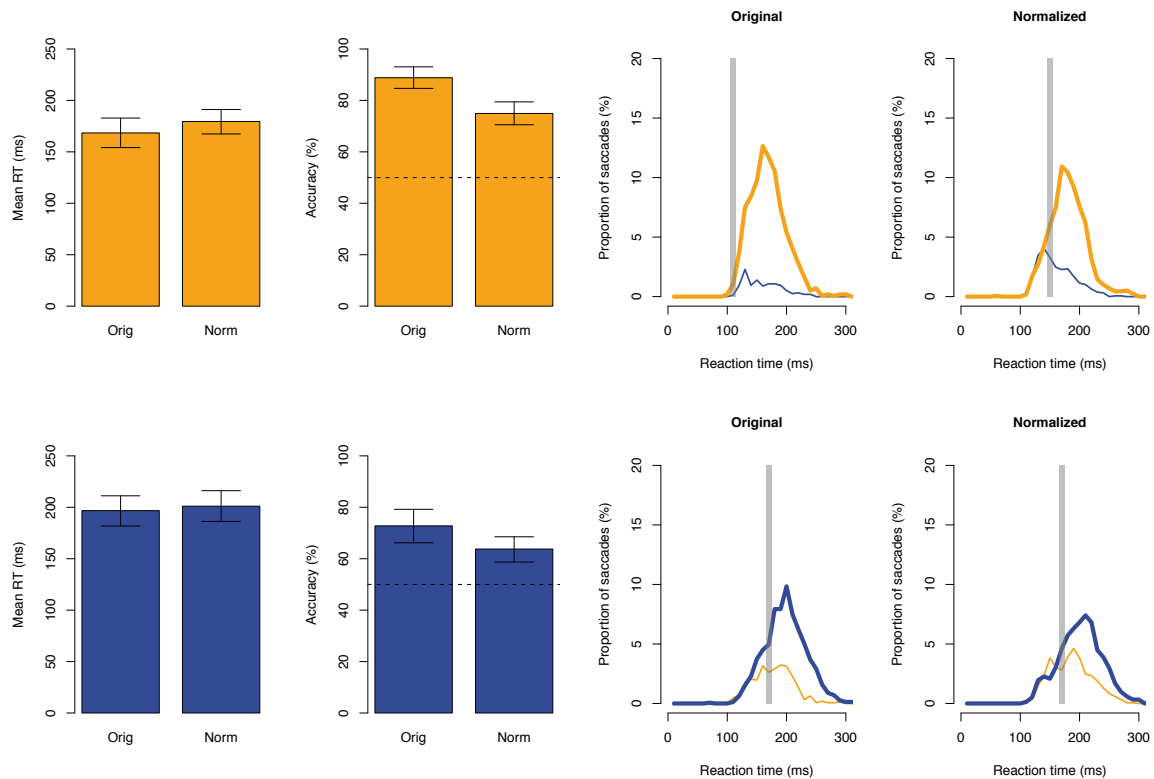 Original
Normalized
Mean RT (ms)
0 50 100 150 200 250
Orig Norm
Accuracy (%)
0 20 40 60 80 100
Orig Norm
Proportion of saccades (%)
0 5 10 15 20
0 100 200 300
Reaction time (ms)
Proportion of saccades (%)
0 5 10 15 20
0 100 200 300
Reaction time (ms)
Original
Normalized
Mean RT (ms)
0 50 100 150 200 250
Orig Norm
Accuracy (%)
0 20 40 60 80 100
Orig Norm
Proportion of saccades (%)
0 5 10 15 20
0 100 200 300
Reaction time (ms)
Proportion of saccades (%)
0 5 10 15 20
0 100 200 300
Reaction time (ms)